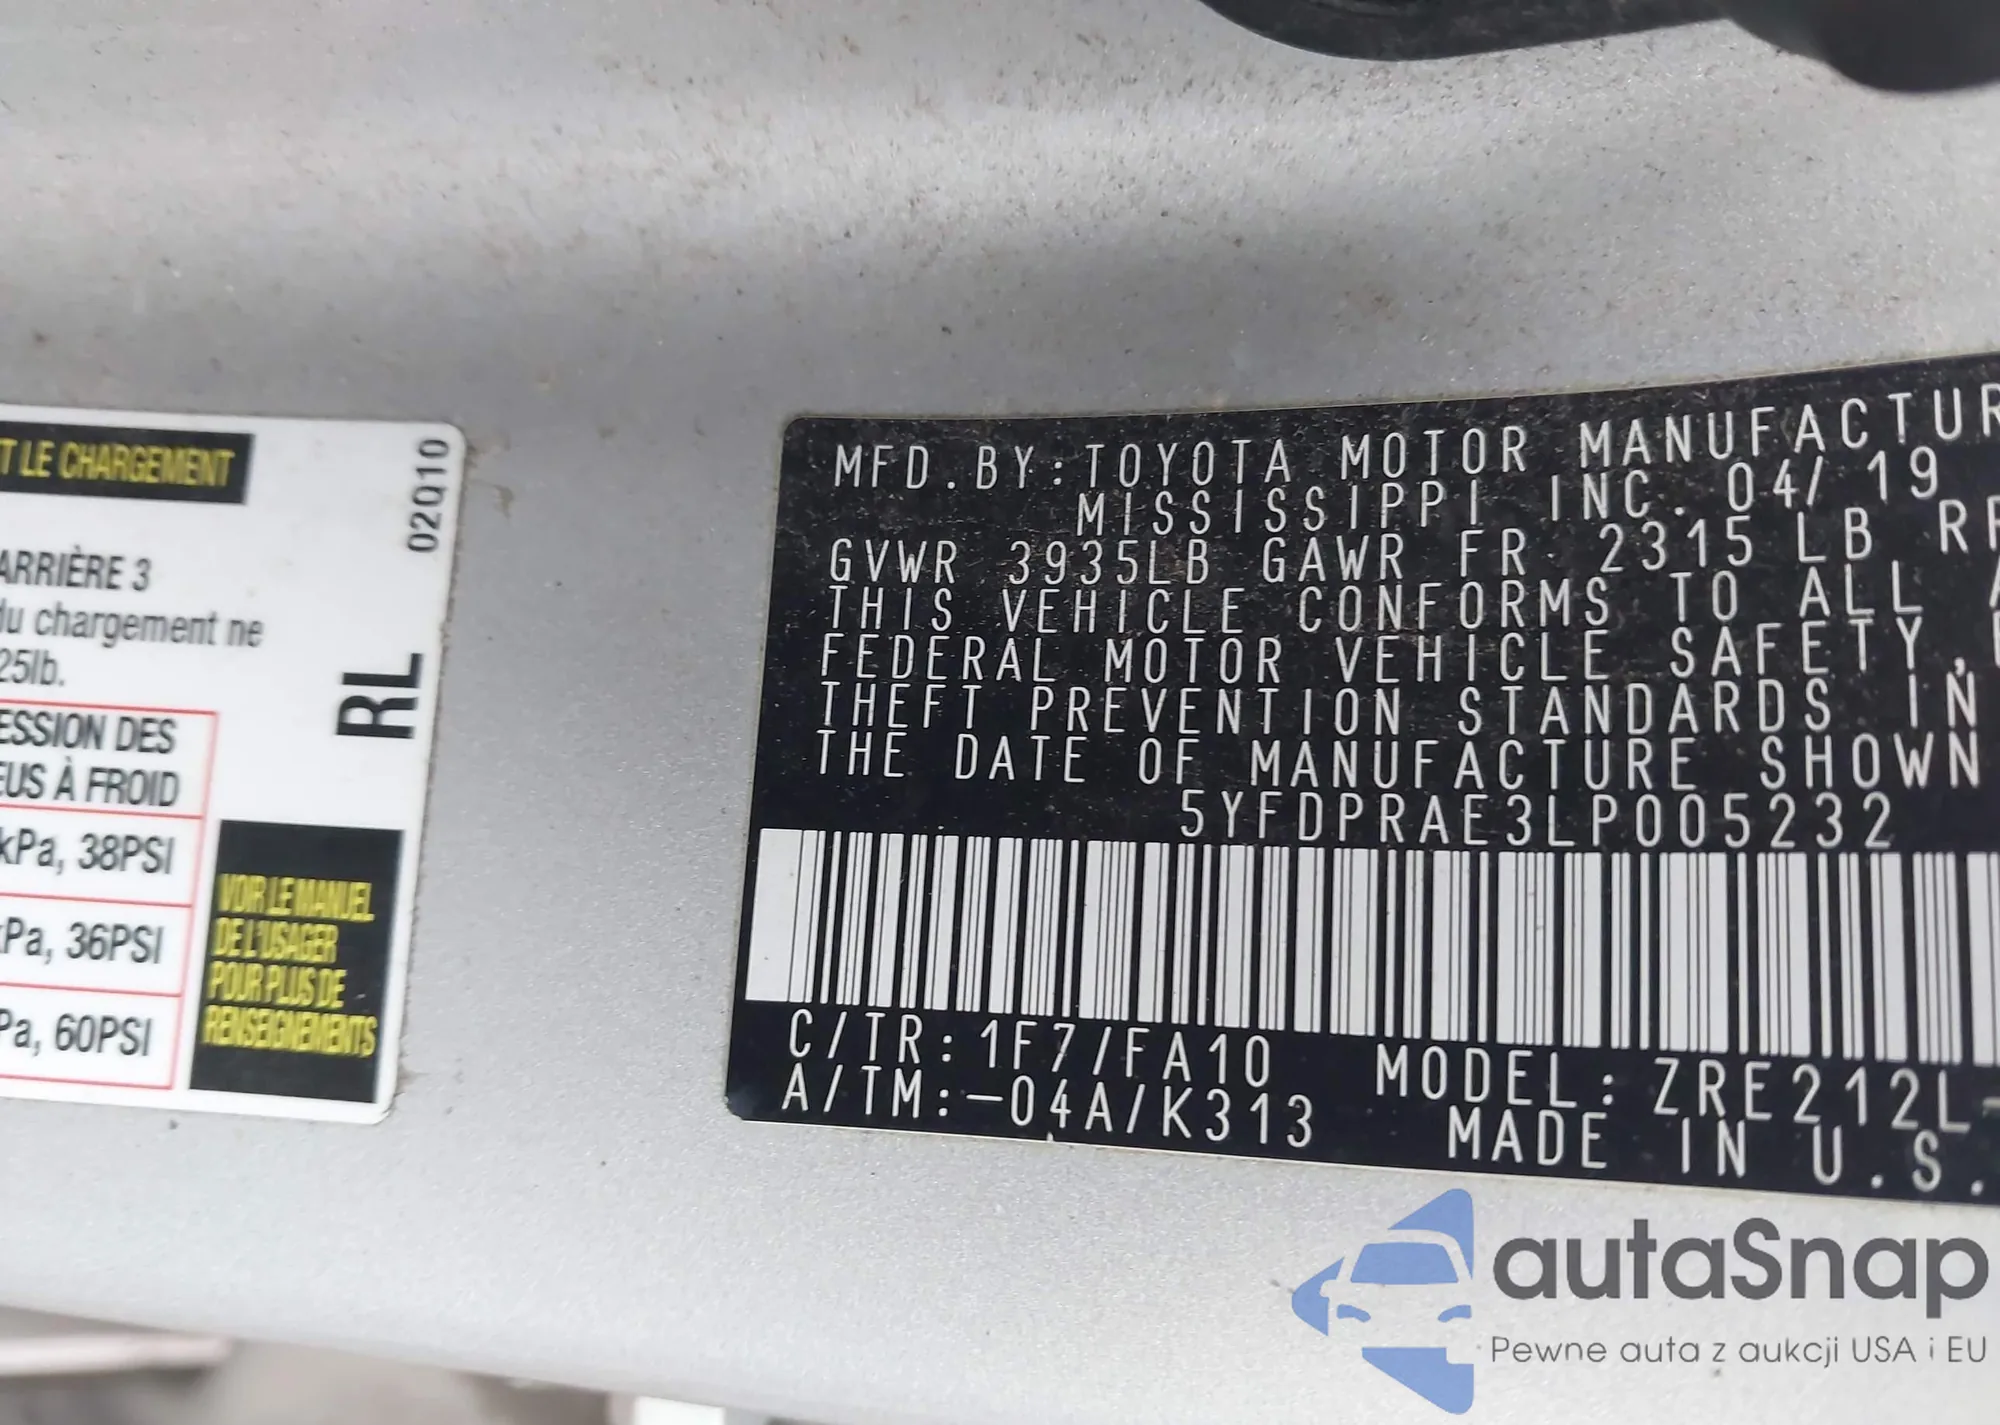 T LE CHARGEMENT
02Q10
ARRIÈRE 3
du chargement ne
25lb.
RL
ESSION DES
EUS À FROID
kPa, 38PSI
kPa, 36PSI
Pa, 60PSI
VOIR LE MANUEL
DE L'USAGER
POUR PLUS DE
RENSEIGNEMENTS
MFD.BY:TOYOTA MOTOR MANUFACTUR
MISSISSIPPI INC. 04/19
GVWR 3935LB GAWR FR 2315 LB RR
THIS VEHICLE CONFORMS TO ALL A
FEDERAL MOTOR VEHICLE SAFETY,
THEFT PREVENTION STANDARDS IN
THE DATE OF MANUFACTURE SHOWN
5YFDPRAE3LP005232
C/TR:1F7/FA10 MODEL:ZRE212L-
A/TM:-04A/K313 MADE IN U.S.
autaSnap
Pewne auta z aukcji USA i EU